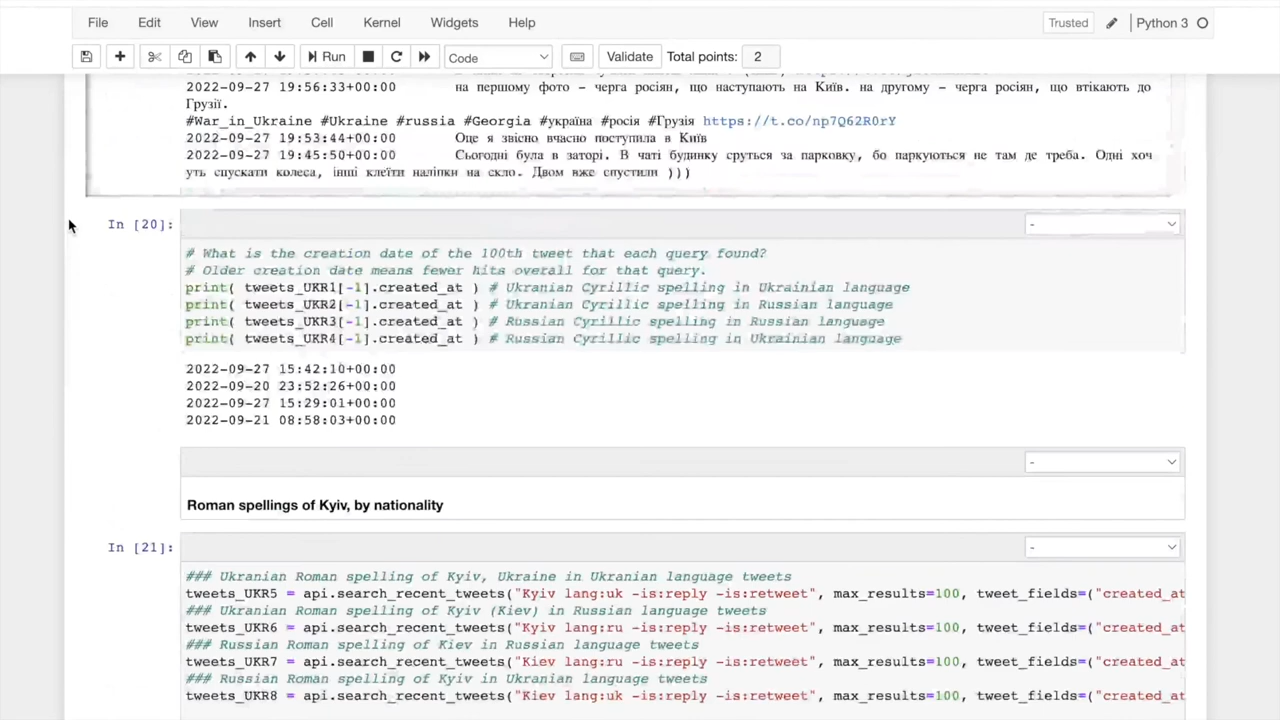 File Edit View Insert Cell Kernel Widgets Help Trusted Python 3
Run Code Validate Total points: 2
2022-09-27 19:56:33+00:00 на першому фото - черга росіян, що наступають на Київ. на другому - черга росіян, що втікають до
Грузії.
#War_in_Ukraine #Ukraine #russia #Georgia #україна #росія #Грузія https://t.co/np7Q62R0rY
2022-09-27 19:53:44+00:00 Оце я звісно вчасно поступила в Київ
2022-09-27 19:45:50+00:00 Сьогодні була в заторі. В чаті будинку сруться за парковку, бо паркуються не там де треба. Одні хоч
уть спускати колеса, інші клеїти наліпки на скло. Двом вже спустили )))
In [20]: -
# What is the creation date of the 100th tweet that each query found?
# Older creation date means fewer hits overall for that query.
print( tweets_UKR1[-1].created_at ) # Ukranian Cyrillic spelling in Ukrainian language
print( tweets_UKR2[-1].created_at ) # Ukranian Cyrillic spelling in Russian language
print( tweets_UKR3[-1].created_at ) # Russian Cyrillic spelling in Russian language
print( tweets_UKR4[-1].created_at ) # Russian Cyrillic spelling in Ukrainian language
2022-09-27 15:42:10+00:00
2022-09-20 23:52:26+00:00
2022-09-27 15:29:01+00:00
2022-09-21 08:58:03+00:00
-
Roman spellings of Kyiv, by nationality
In [21]: -
### Ukranian Roman spelling of Kyiv, Ukraine in Ukranian language tweets
tweets_UKR5 = api.search_recent_tweets("Kyiv lang:uk -is:reply -is:retweet", max_results=100, tweet_fields=("created_at
### Ukranian Roman spelling of Kyiv (Kiev) in Russian language tweets
tweets_UKR6 = api.search_recent_tweets("Kyiv lang:ru -is:reply -is:retweet", max_results=100, tweet_fields=("created_at
### Russian Roman spelling of Kiev in Russian language tweets
tweets_UKR7 = api.search_recent_tweets("Kiev lang:ru -is:reply -is:retweet", max_results=100, tweet_fields=("created_at
### Russian Roman spelling of Kiev in Ukranian language tweets
tweets_UKR8 = api.search_recent_tweets("Kiev lang:uk -is:reply -is:retweet", max_results=100, tweet_fields=("created_at